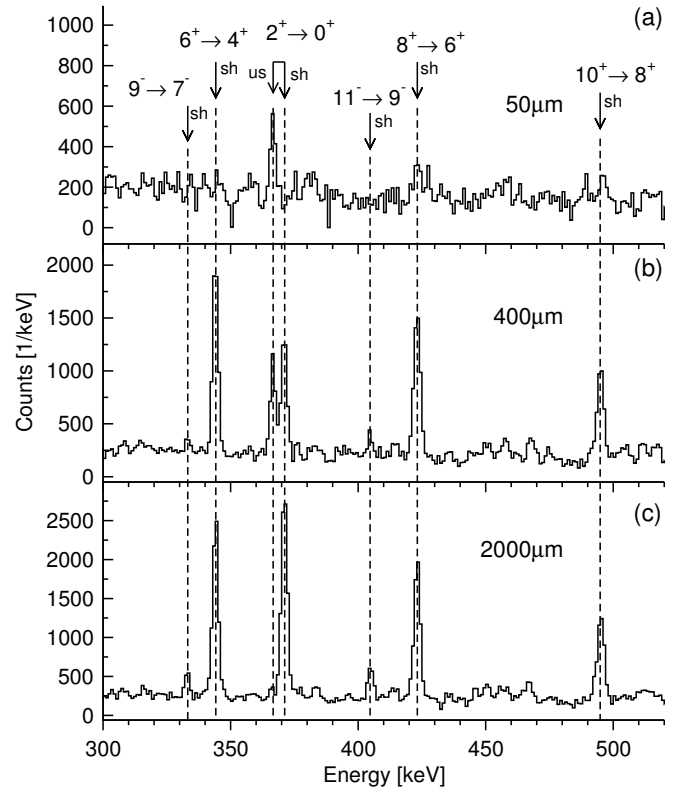 1000
800
600
400
200
0
(a)
6⁺→4⁺
2⁺→0⁺
8⁺→6⁺
9⁻→7⁻
sh
us
sh
11⁻→9⁻
sh
10⁺→8⁺
sh
sh
50µm
sh
2000
1500
1000
500
0
(b)
400µm
Counts [1/keV]
2500
2000
1500
1000
500
0
(c)
2000µm
300
350
400
450
500
Energy [keV]